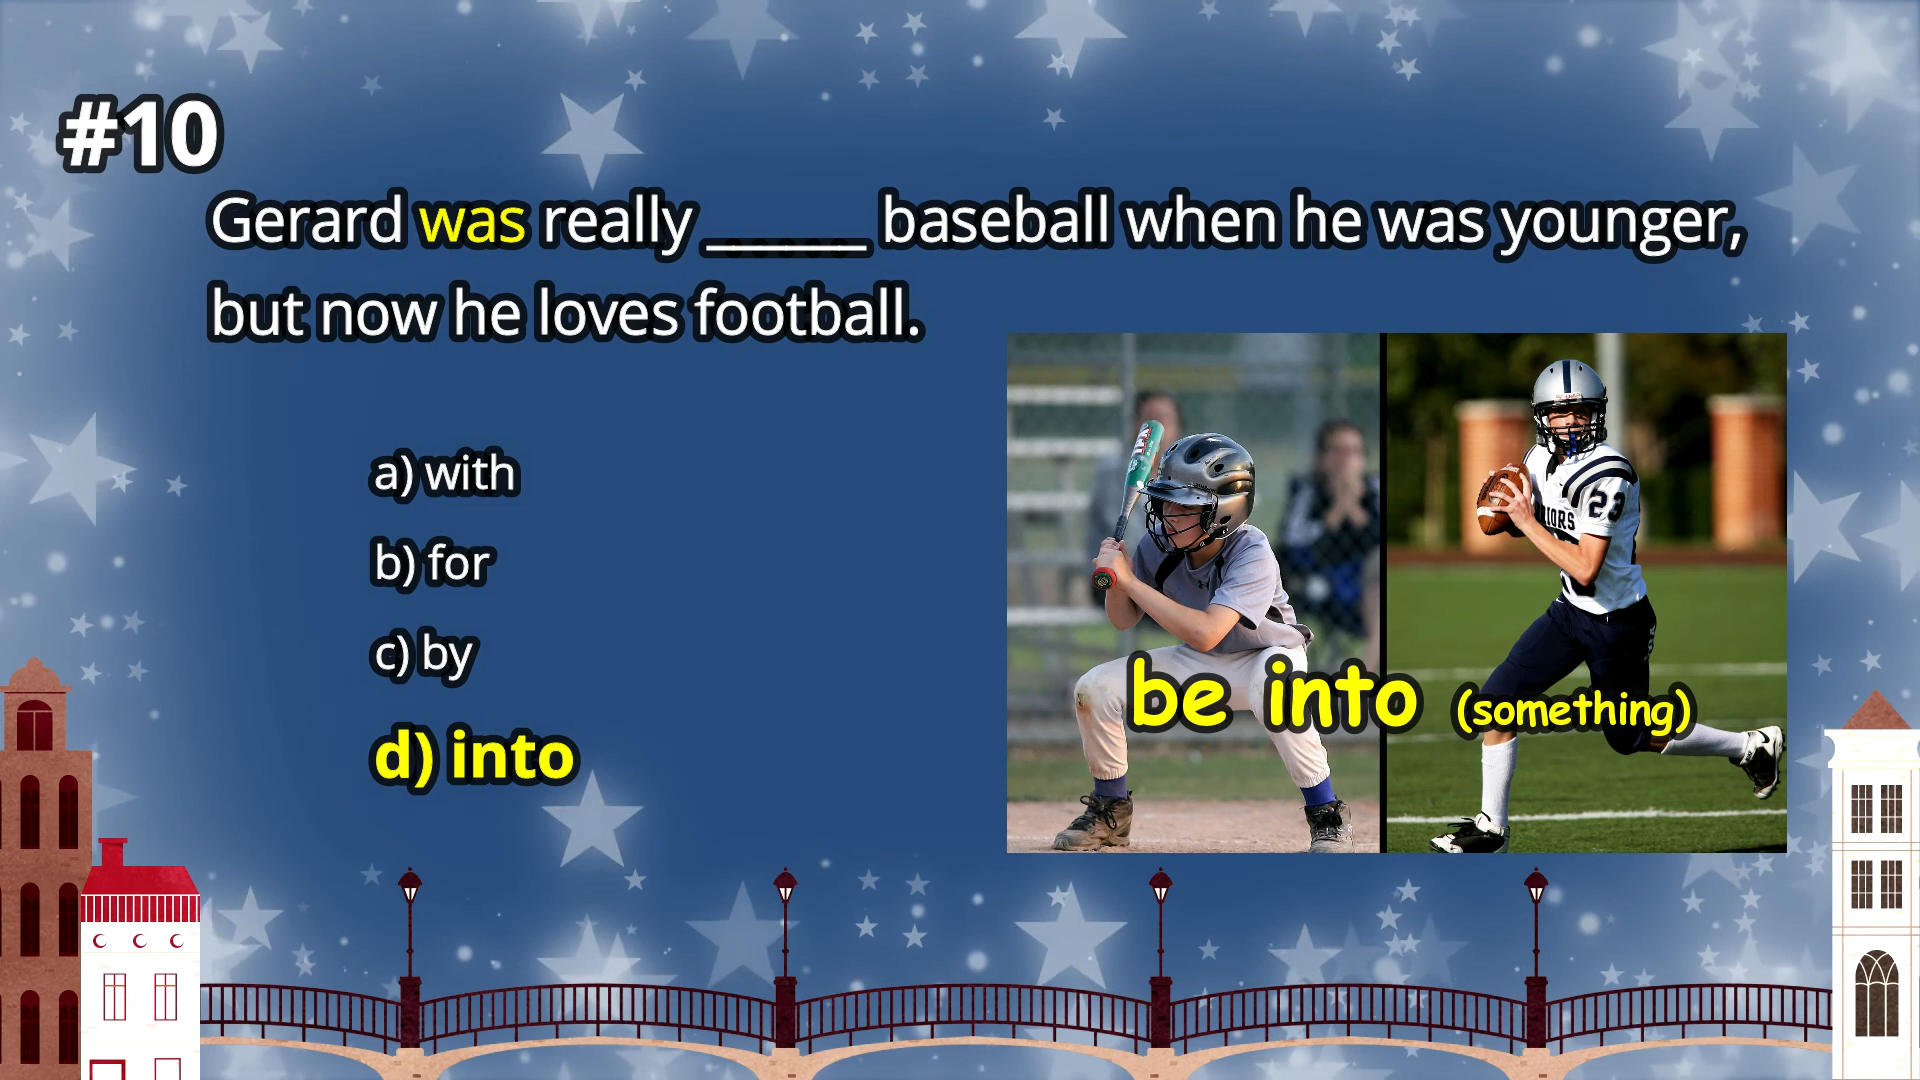 #10
Gerard was really ______ baseball when he was younger,
but now he loves football.
a) with
b) for
c) by
d) into
be into (something)
23